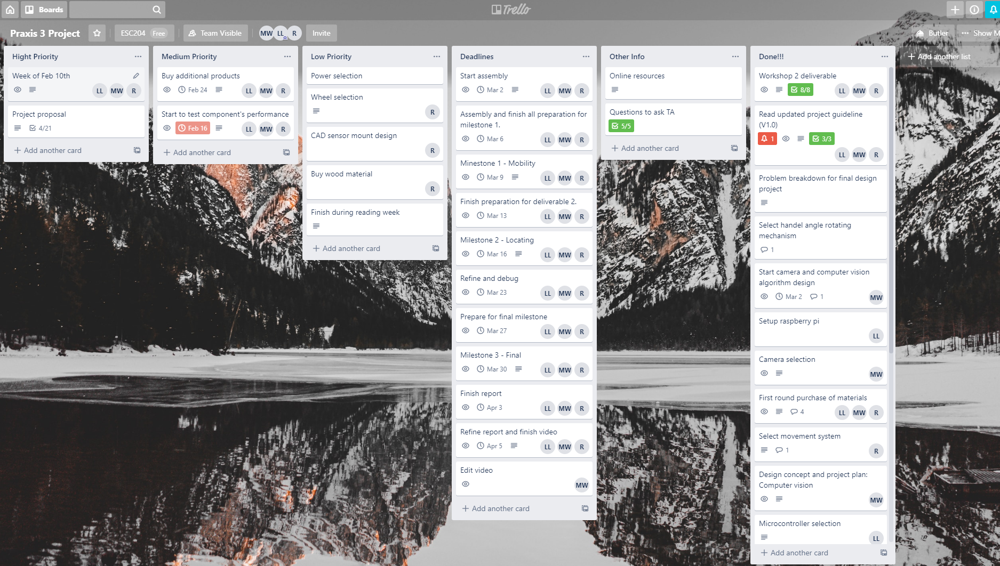 Boards
Trello
Praxis 3 Project
ESC204 Free
Team Visible
MW LL R
Invite
Butler
Show M
Hight Priority
Week of Feb 10th
LL MW R
Project proposal
4/21
Add another card
Medium Priority
Buy additional products
Feb 24
LL MW R
Start to test component's performance
Feb 16
LL MW R
Add another card
Low Priority
Power selection
Wheel selection
R
CAD sensor mount design
R
Buy wood material
R
Finish during reading week
Add another card
Deadlines
Start assembly
Mar 2
LL MW R
Assembly and finish all preparation for
milestone 1.
Mar 6
LL MW R
Minestone 1 - Mobility
Mar 9
LL MW R
Finish preparation for deliverable 2.
Mar 13
LL MW R
Milestone 2 - Locating
Mar 16
LL MW R
Refine and debug
Mar 23
LL MW R
Prepare for final milestone
Mar 27
LL MW R
Milestone 3 - Final
Mar 30
LL MW R
Finish report
Apr 3
LL MW R
Refine report and finish video
Apr 5
LL MW R
Edit video
MW
Add another card
Other Info
Online resources
Questions to ask TA
5/5
Add another card
Done!!!
Workshop 2 deliverable
8/8
LL MW R
Read updated project guideline
(V1.0)
1
3/3
LL MW R
Problem breakdown for final design
project
Select handel angle rotating
mechanism
1
Start camera and computer vision
algorithm design
Mar 2
1
MW
Setup raspberry pi
LL
Camera selection
MW
First round purchase of materials
4
LL MW R
Select movement system
1
R
Design concept and project plan:
Computer vision
MW
Microcontroller selection
LL
Add another card
Add another list